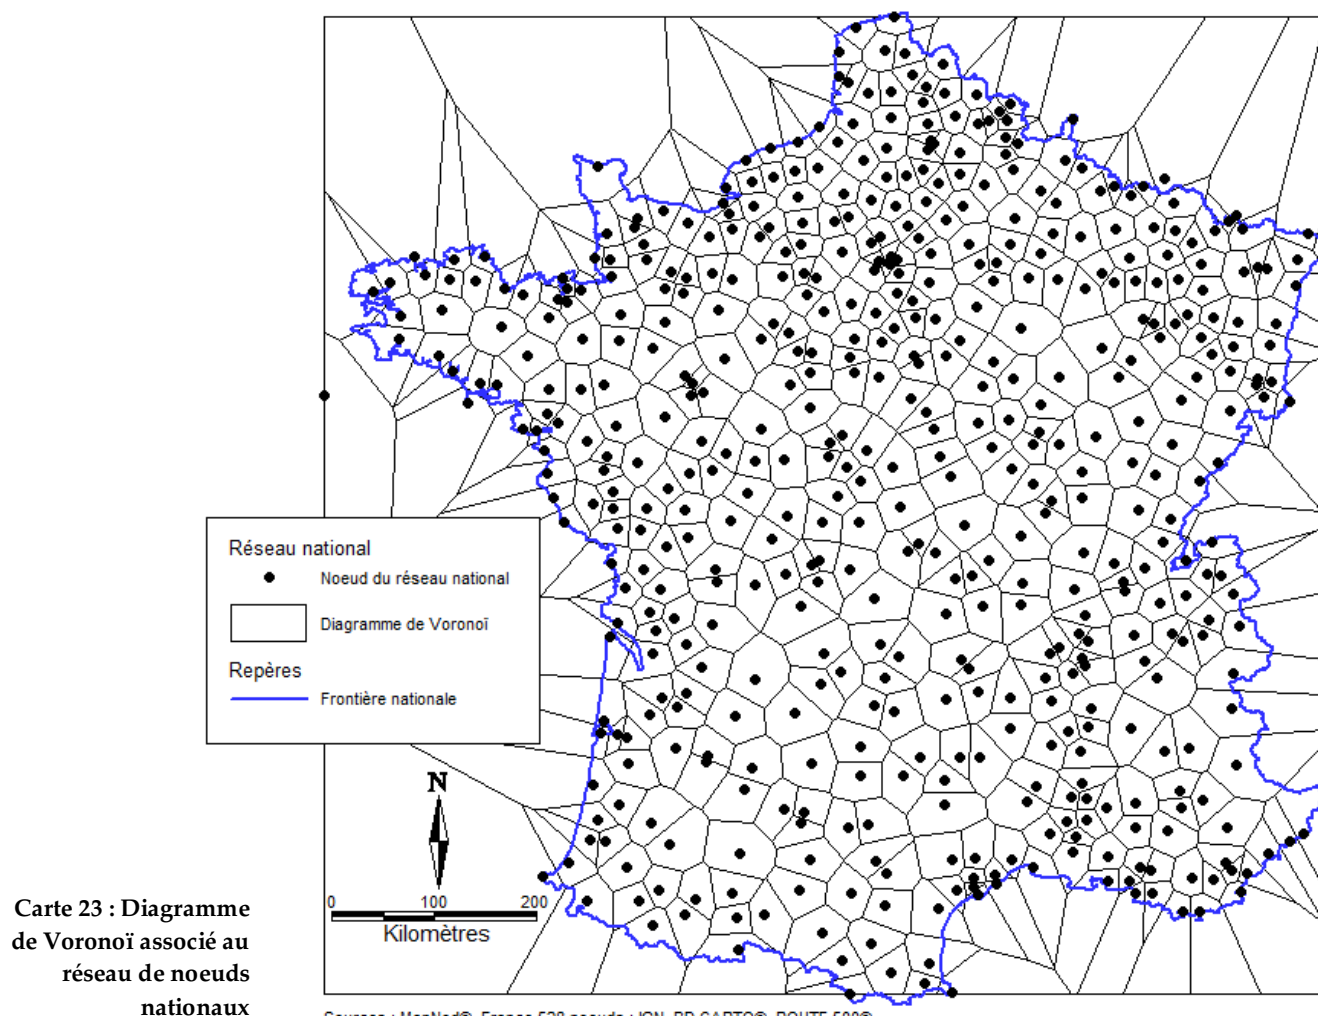 Réseau national
Noeud du réseau national
Diagramme de Voronoï
Repères
Frontière nationale
N
0 100 200
Kilomètres
Carte 23 : Diagramme
de Voronoï associé au
réseau de noeuds
nationaux